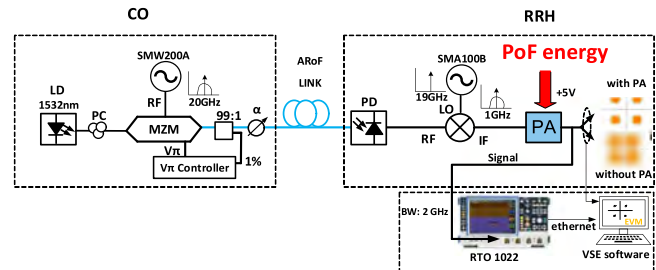 CO
RRH
SMW200A
ARoF
LINK
SMA100B
PoF energy
LD
1532nm
PC
RF
20GHz
99:1
α
PD
19GHz
LO
1GHz
+5V
with PA
MZM
RF
IF
PA
Vπ
1%
Signal
without PA
Vπ Controller
BW: 2 GHz
ethernet
EVM
RTO 1022
VSE software